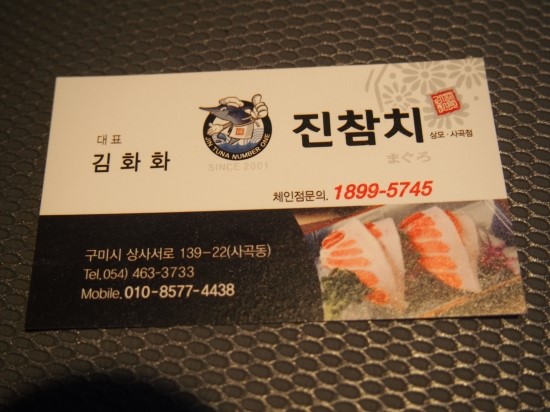 대표
김화화
JIN TUNA NUMBER ONE
SINCE 2001
진참치
상모·사곡점
まぐろ
체인점문의. 1899-5745
구미시 상사서로 139-22(사곡동)
Tel.054) 463-3733
Mobile.010-8577-4438